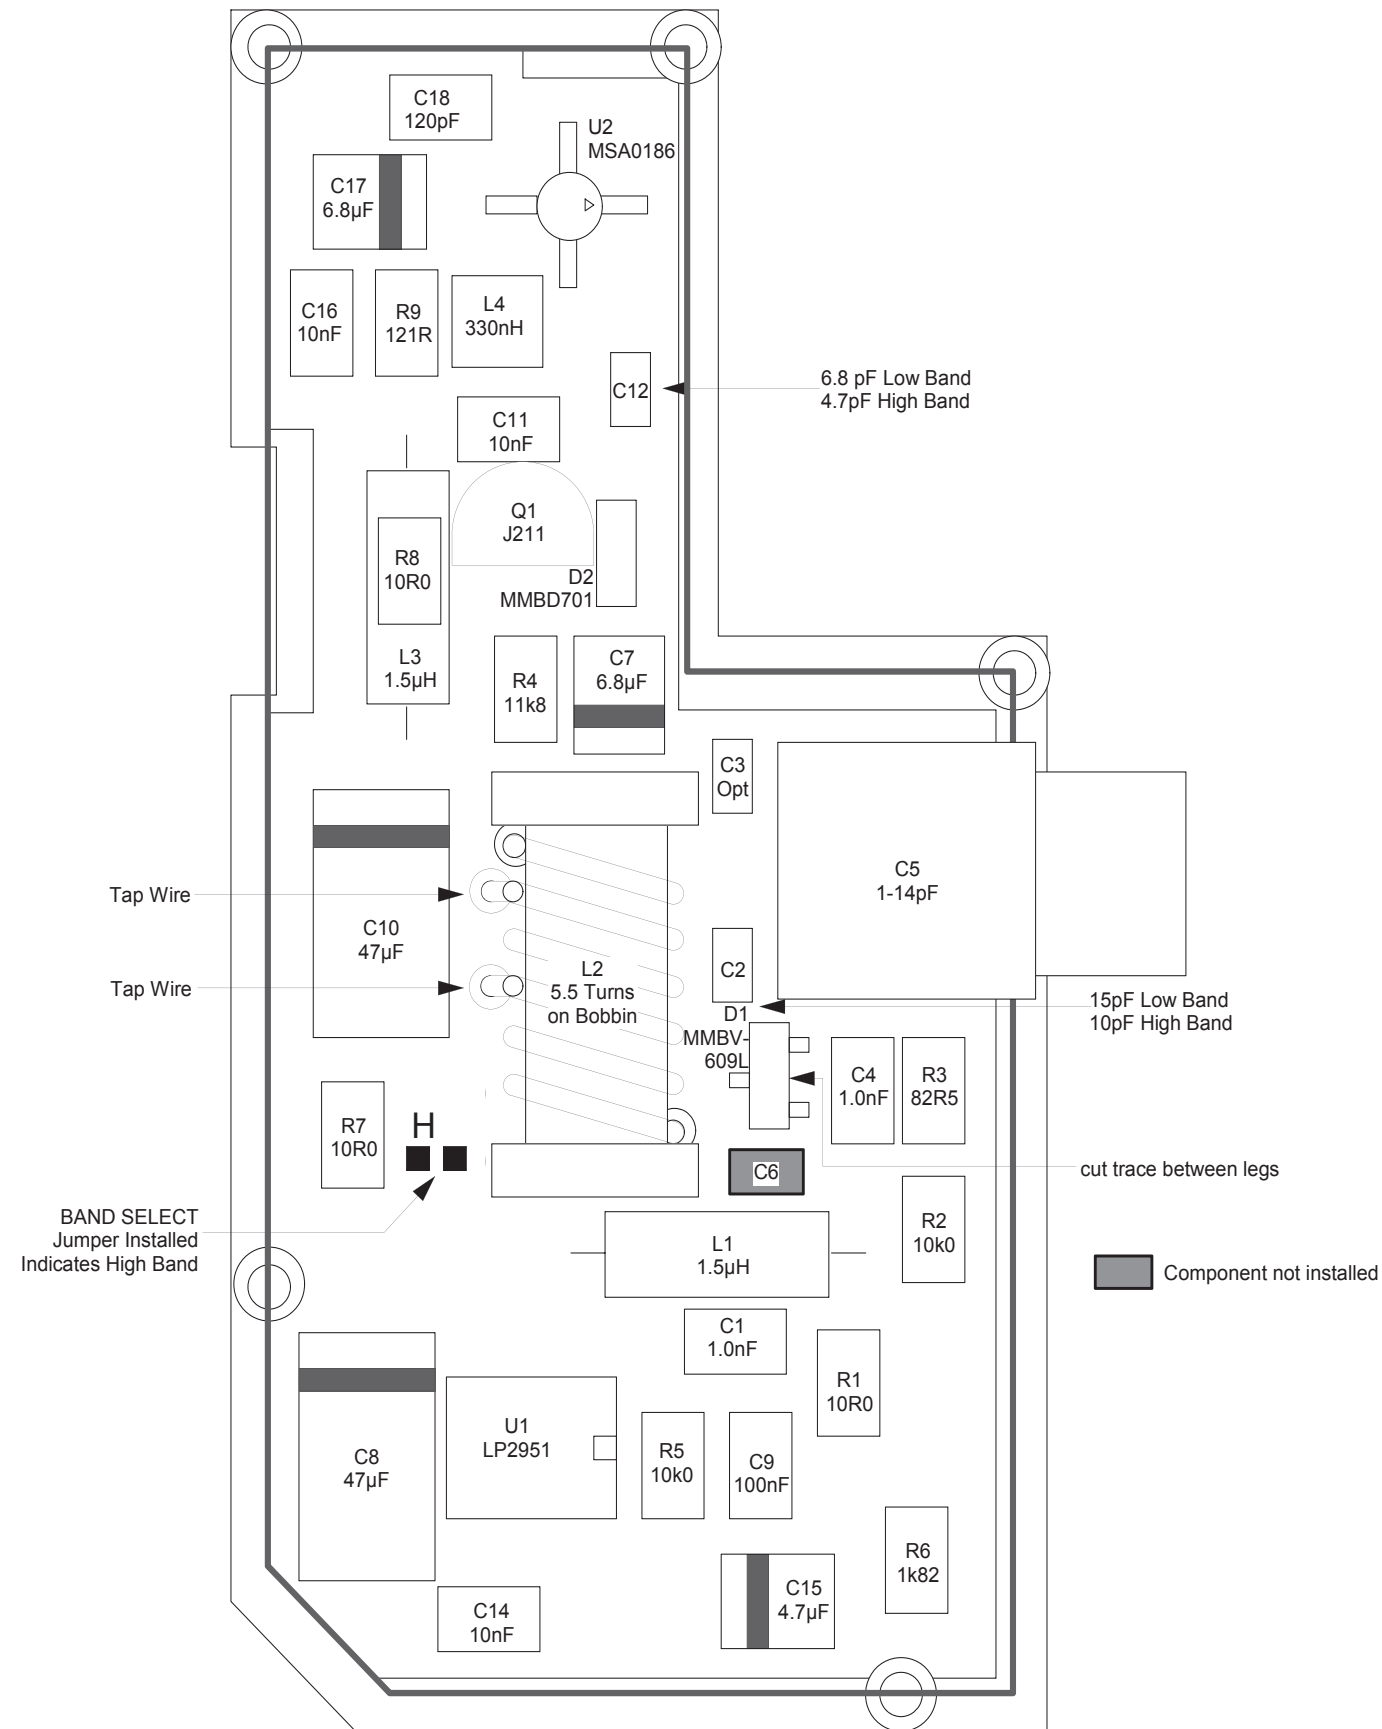 C18
120pF
U2
MSA0186
C17
6.8µF
C16
10nF
R9
121R
L4
330nH
C12
6.8 pF Low Band
4.7pF High Band
C11
10nF
Q1
J211
R8
10R0
D2
MMBD701
L3
1.5µH
R4
11k8
C7
6.8µF
C3
Opt
C5
1-14pF
Tap Wire
C10
47µF
Tap Wire
L2
5.5 Turns
on Bobbin
C2
15pF Low Band
10pF High Band
D1
MMBV-
609L
C4
1.0nF
R3
82R5
R7
10R0
H
C6
cut trace between legs
BAND SELECT
Jumper Installed
Indicates High Band
R2
10k0
L1
1.5µH
Component not installed
C1
1.0nF
R1
10R0
U1
LP2951
C8
47µF
R5
10k0
C9
100nF
R6
1k82
C15
4.7µF
C14
10nF